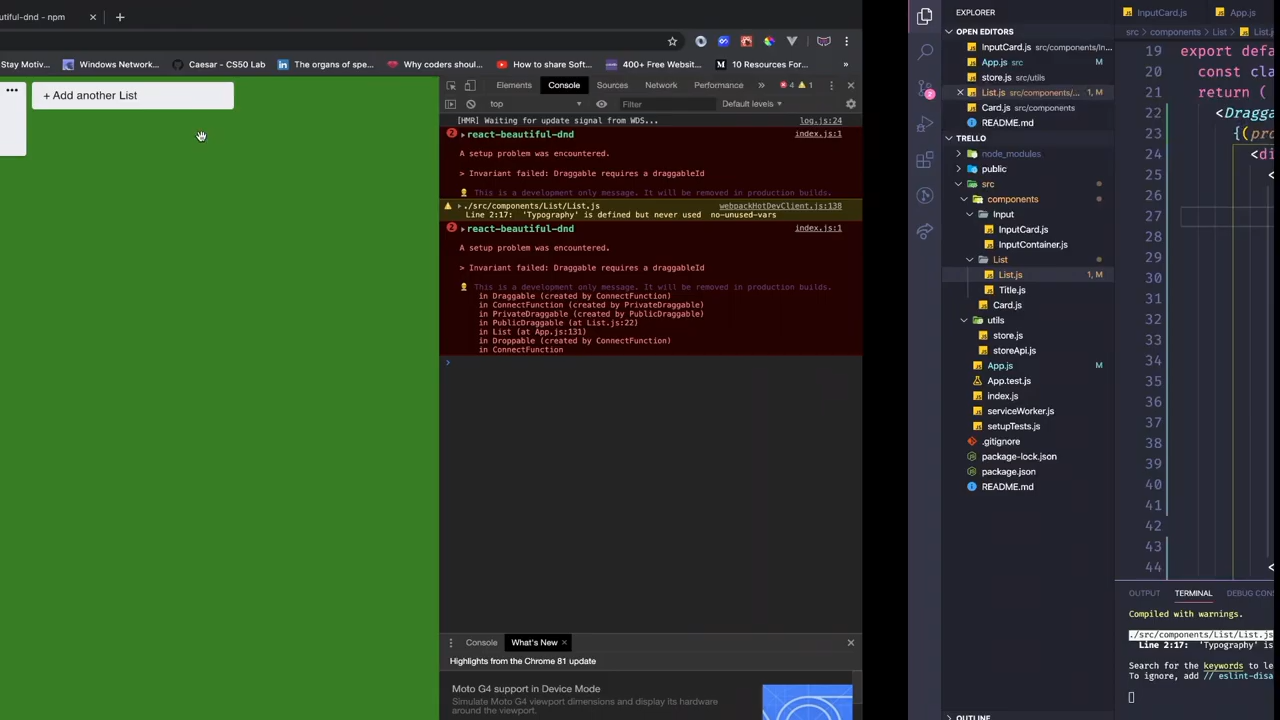 utiful-dnd - npm
Stay Motiv...
Windows Network...
Caesar - CS50 Lab
The organs of spe...
Why coders shoul...
How to share Soft...
400+ Free Websit...
10 Resources For...
»
+ Add another List
Elements
Console
Sources
Network
Performance
»
4
1
top
Filter
Default levels
[HMR] Waiting for update signal from WDS...
log.js:24
2
react-beautiful-dnd
index.js:1
A setup problem was encountered.
> Invariant failed: Draggable requires a draggableId
This is a development only message. It will be removed in production builds.
./src/components/List/List.js
webpackHotDevClient.js:138
Line 2:17: 'Typography' is defined but never used no-unused-vars
2
react-beautiful-dnd
index.js:1
A setup problem was encountered.
> Invariant failed: Draggable requires a draggableId
This is a development only message. It will be removed in production builds.
in Draggable (created by ConnectFunction)
in ConnectFunction (created by PrivateDraggable)
in PrivateDraggable (created by PublicDraggable)
in PublicDraggable (at List.js:22)
in List (at App.js:131)
in Droppable (created by ConnectFunction)
in ConnectFunction
Console
What's New
Highlights from the Chrome 81 update
Moto G4 support in Device Mode
Simulate Moto G4 viewport dimensions and display its hardware
around the viewport.
EXPLORER
OPEN EDITORS
InputCard.js src/components/In...
App.js src M
store.js src/utils
List.js src/components/... 1, M
Card.js src/components
README.md
TRELLO
node_modules
public
src
components
Input
InputCard.js
InputContainer.js
List
List.js 1, M
Title.js
Card.js
utils
store.js
storeApi.js
App.js M
App.test.js
index.js
serviceWorker.js
setupTests.js
.gitignore
package-lock.json
package.json
README.md
OUTLINE
2
InputCard.js
App.js
src > components > List > List.j
19 export defa
20 const cla
21 return (
22 <Dragga
23 {(pro
24 <di
25 <
26
27
28
29
30
31
32
33
34
35
36
37
38
39
40
41
42
43
44 <
OUTPUT
TERMINAL
DEBUG CON
Compiled with warnings.
./src/components/List/List.js
Line 2:17: 'Typography' is
Search for the keywords to le
To ignore, add // eslint-disa